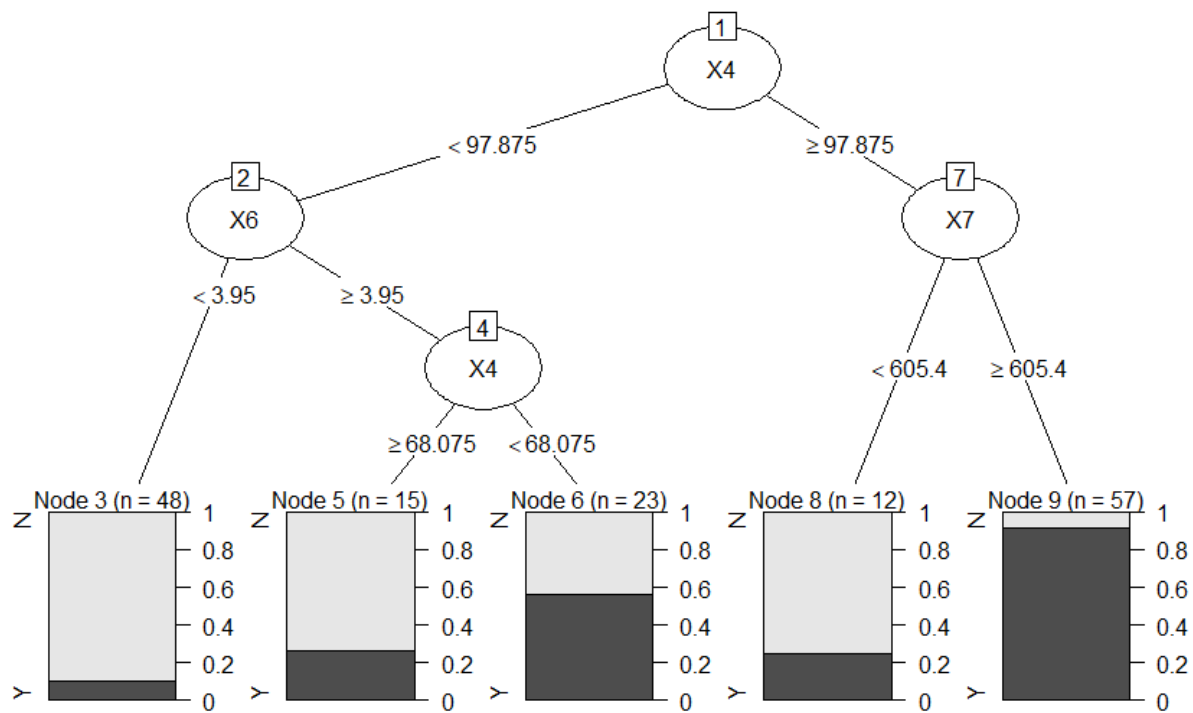 1
X4
< 97.875
≥ 97.875
2
X6
7
X7
< 3.95
≥ 3.95
4
X4
< 605.4
≥ 605.4
≥ 68.075
< 68.075
Node 3 (n = 48)
N
Y
1
0.8
0.6
0.4
0.2
0
Node 5 (n = 15)
N
Y
1
0.8
0.6
0.4
0.2
0
Node 6 (n = 23)
N
Y
1
0.8
0.6
0.4
0.2
0
Node 8 (n = 12)
N
Y
1
0.8
0.6
0.4
0.2
0
Node 9 (n = 57)
N
Y
1
0.8
0.6
0.4
0.2
0